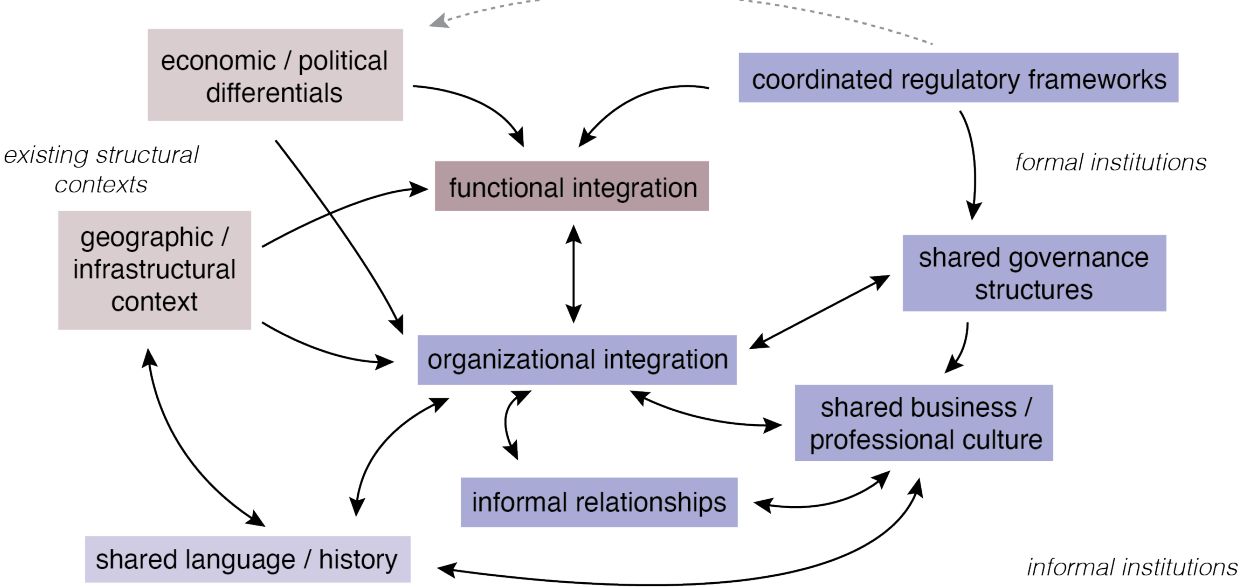 economic / political
differentials
coordinated regulatory frameworks
existing structural
contexts
formal institutions
functional integration
geographic /
infrastructural
context
shared governance
structures
organizational integration
shared business /
professional culture
informal relationships
shared language / history
informal institutions